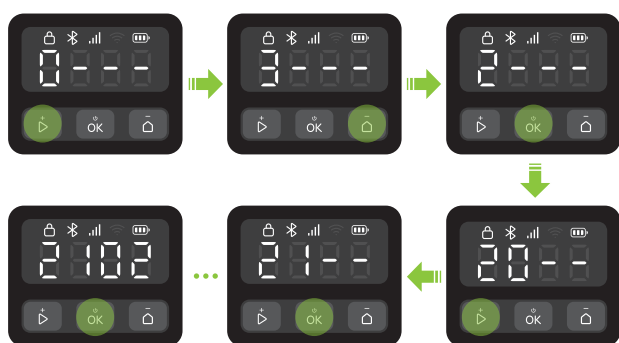 0---
+ OK −
3---
+ OK −
2---
+ OK −
20--
+ OK −
21--
+ OK −
...
2102
+ OK −